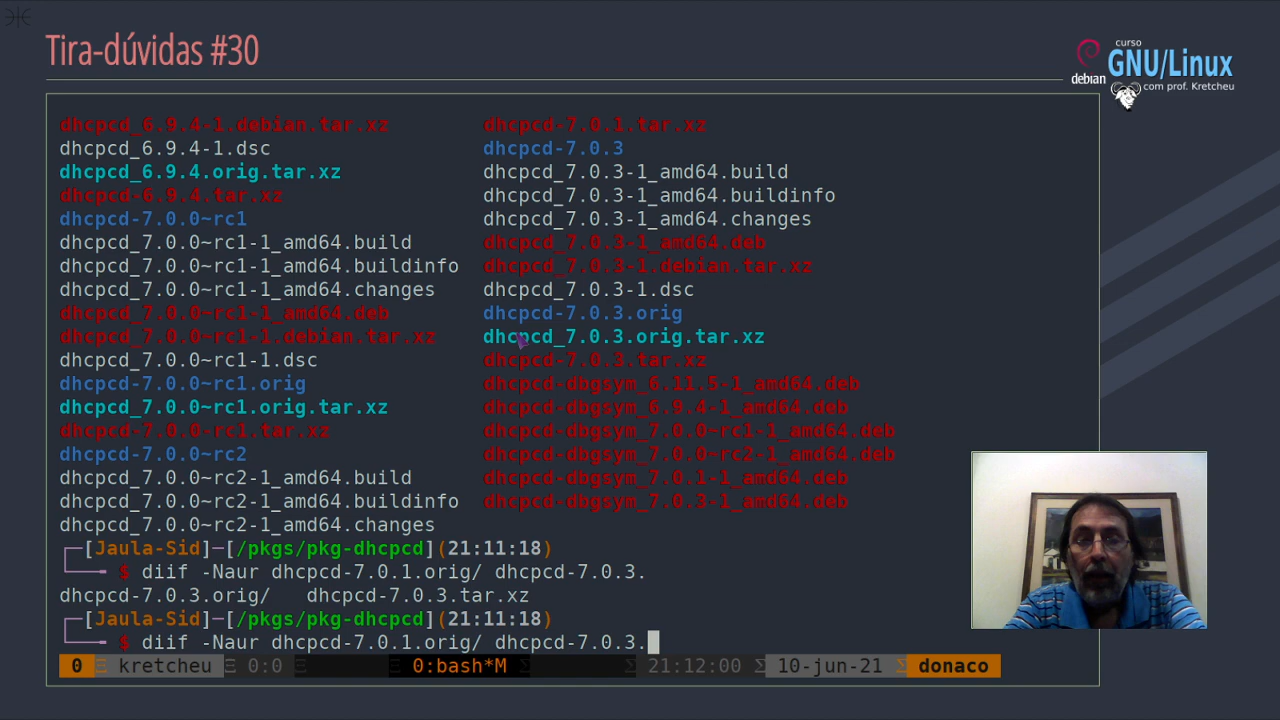 Tira-dúvidas #30
curso
GNU/Linux
debian
com prof. Kretcheu
dhcpcd_6.9.4-1.debian.tar.xz dhcpcd-7.0.1.tar.xz
dhcpcd_6.9.4-1.dsc dhcpcd-7.0.3
dhcpcd_6.9.4.orig.tar.xz dhcpcd_7.0.3-1_amd64.build
dhcpcd-6.9.4.tar.xz dhcpcd_7.0.3-1_amd64.buildinfo
dhcpcd-7.0.0~rc1 dhcpcd_7.0.3-1_amd64.changes
dhcpcd_7.0.0~rc1-1_amd64.build dhcpcd_7.0.3-1_amd64.deb
dhcpcd_7.0.0~rc1-1_amd64.buildinfo dhcpcd_7.0.3-1.debian.tar.xz
dhcpcd_7.0.0~rc1-1_amd64.changes dhcpcd_7.0.3-1.dsc
dhcpcd_7.0.0~rc1-1_amd64.deb dhcpcd-7.0.3.orig
dhcpcd_7.0.0~rc1-1.debian.tar.xz dhcpcd_7.0.3.orig.tar.xz
dhcpcd_7.0.0~rc1-1.dsc dhcpcd-7.0.3.tar.xz
dhcpcd-7.0.0~rc1.orig dhcpcd-dbgsym_6.11.5-1_amd64.deb
dhcpcd_7.0.0~rc1.orig.tar.xz dhcpcd-dbgsym_6.9.4-1_amd64.deb
dhcpcd-7.0.0-rc1.tar.xz dhcpcd-dbgsym_7.0.0~rc1-1_amd64.deb
dhcpcd-7.0.0~rc2 dhcpcd-dbgsym_7.0.0~rc2-1_amd64.deb
dhcpcd_7.0.0~rc2-1_amd64.build dhcpcd-dbgsym_7.0.1-1_amd64.deb
dhcpcd_7.0.0~rc2-1_amd64.buildinfo dhcpcd-dbgsym_7.0.3-1_amd64.deb
dhcpcd_7.0.0~rc2-1_amd64.changes
┌─[Jaula-Sid]─[/pkgs/pkg-dhcpcd](21:11:18)
└──╼ $ diif -Naur dhcpcd-7.0.1.orig/ dhcpcd-7.0.3.
dhcpcd-7.0.3.orig/ dhcpcd-7.0.3.tar.xz
┌─[Jaula-Sid]─[/pkgs/pkg-dhcpcd](21:11:18)
└──╼ $ diif -Naur dhcpcd-7.0.1.orig/ dhcpcd-7.0.3.
0 Ξ kretcheu Ξ 0:0 Ξ 0:bash*M Σ Σ 21:12:00 Σ 10-jun-21 Σ donaco